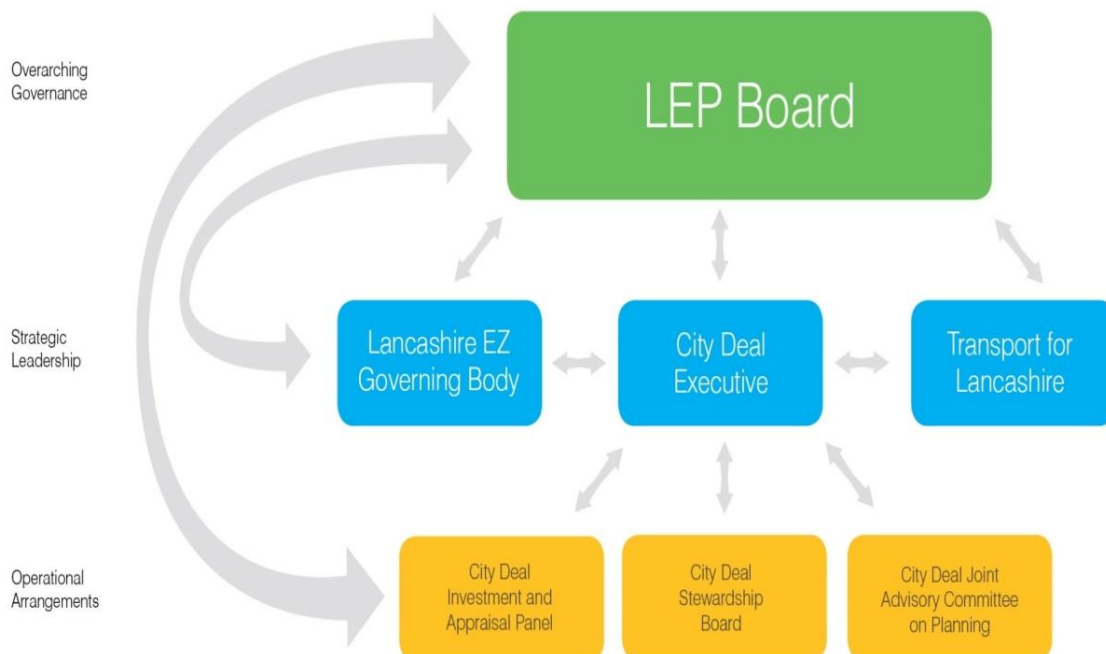 Overarching
Governance
LEP Board
Strategic
Leadership
Lancashire EZ
Governing Body
City Deal
Executive
Transport for
Lancashire
Operational
Arrangements
City Deal
Investment and
Appraisal Panel
City Deal
Stewardship
Board
City Deal Joint
Advisory Committee
on Planning